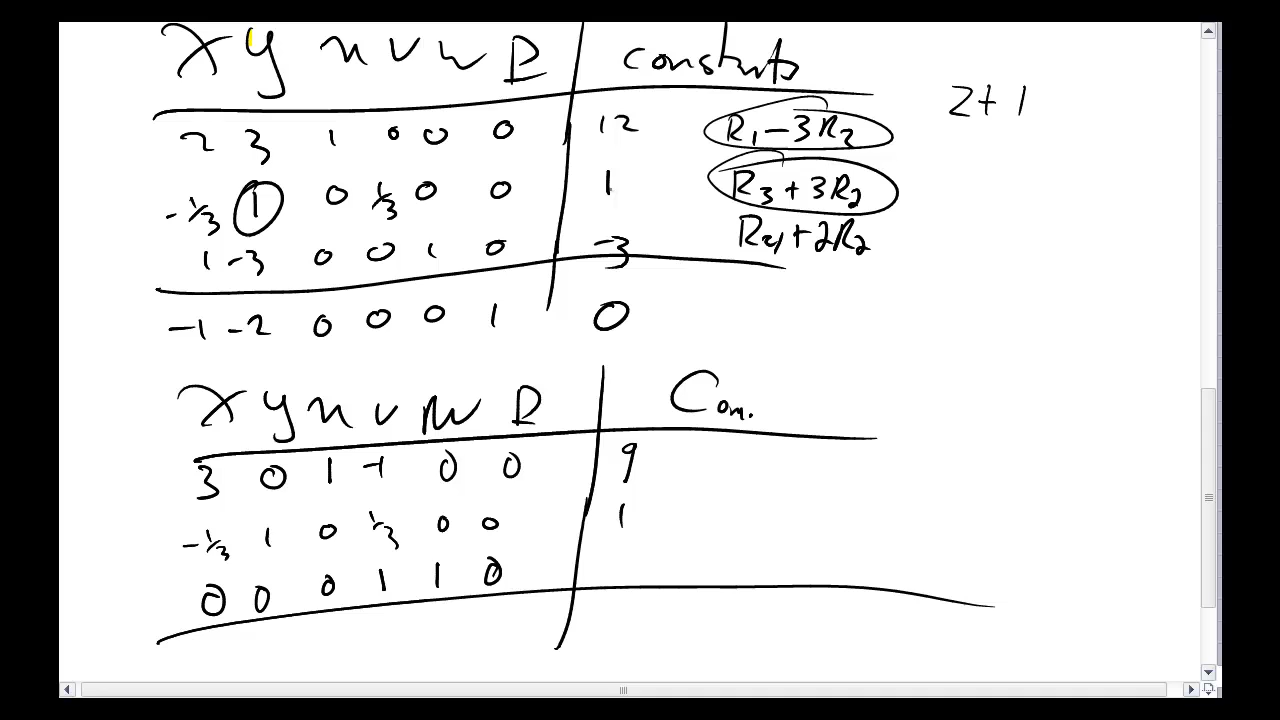 x y u v w P constants
2 3 1 0 0 0 12 R1 - 3R2 2+1
-1/3 1 0 1/3 0 0 1 R3 + 3R2
1 -3 0 0 1 0 -3 R4 + 2R2
-1 -2 0 0 0 1 0
x y u v w P Con.
3 0 1 -1 0 0 9
-1/3 1 0 1/3 0 0 1
0 0 0 1 1 0